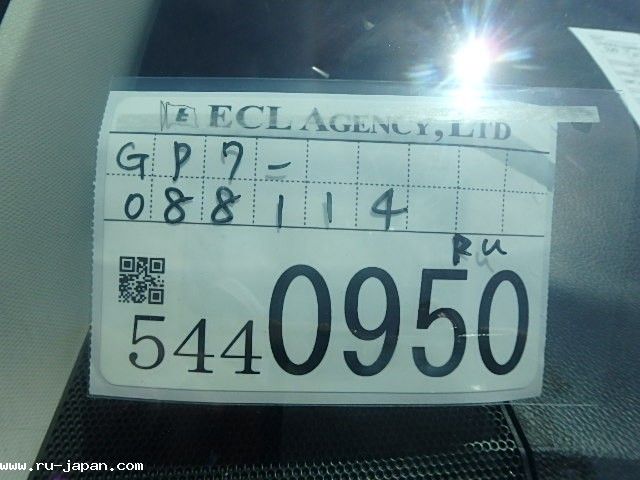 E ECL AGENCY, LTD
GP7-
088114
RU
5440950
www.ru-japan.com